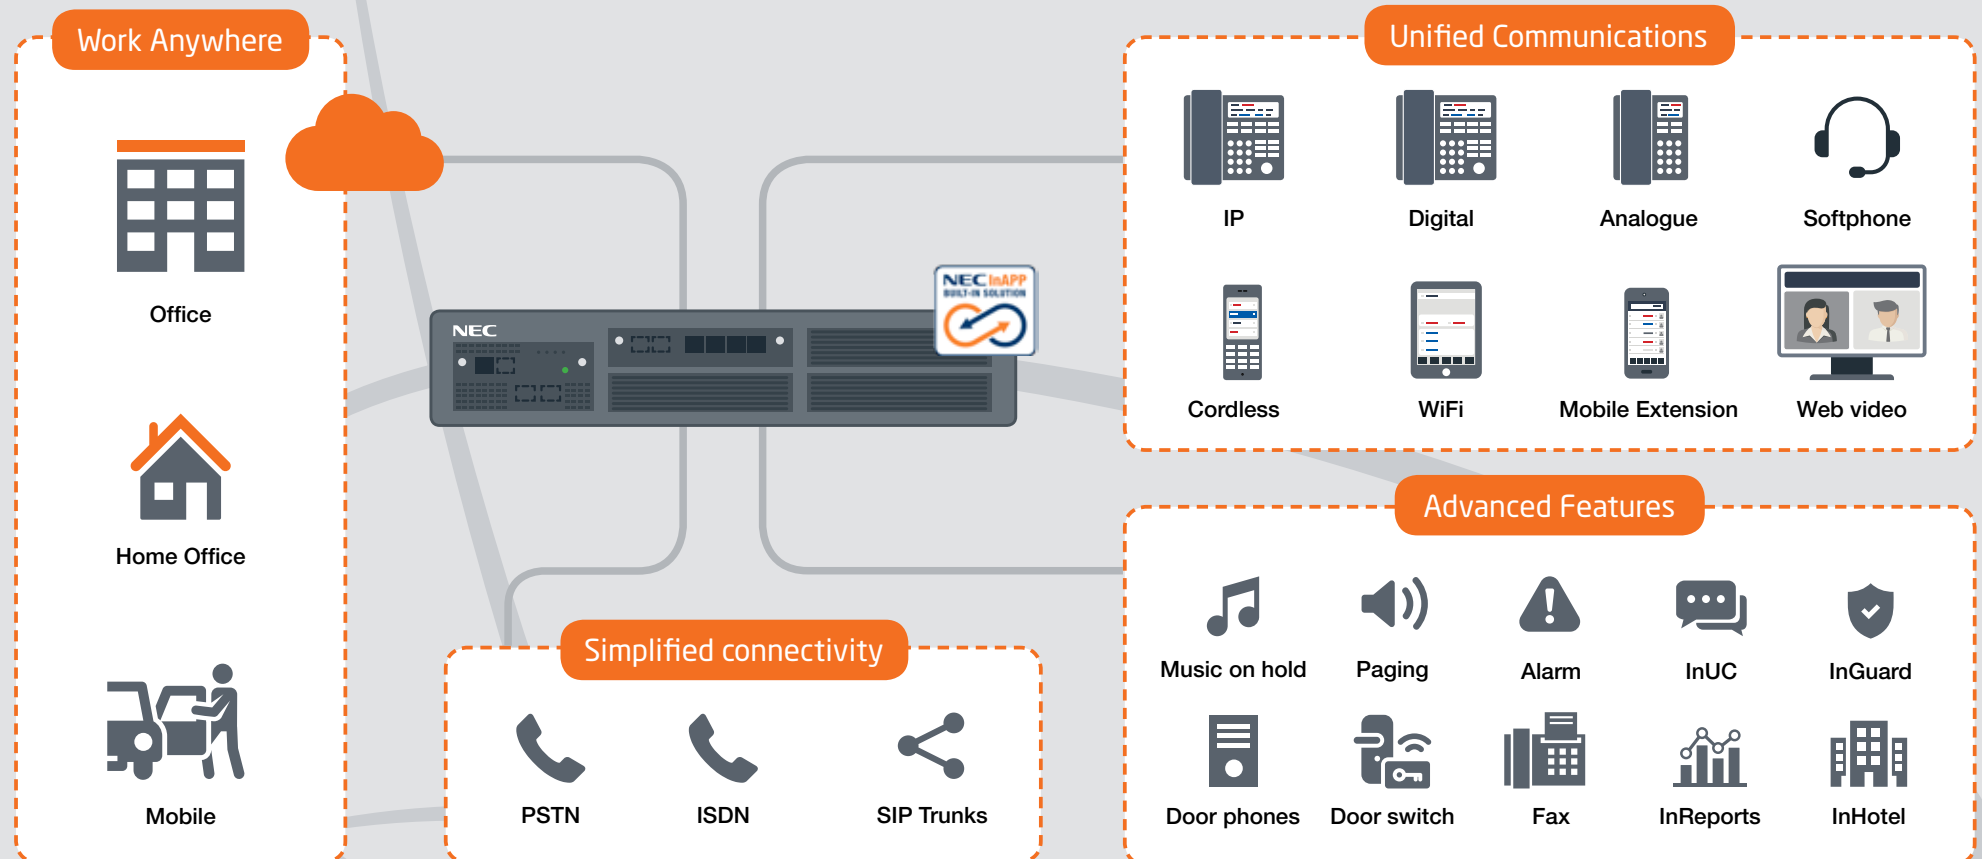 Work Anywhere
Office
Home Office
Mobile
NEC
NEC InAPP
BUILT-IN SOLUTION
Simplified connectivity
PSTN ISDN SIP Trunks
Unified Communications
IP Digital Analogue Softphone
Cordless WiFi Mobile Extension Web video
Advanced Features
Music on hold Paging Alarm InUC InGuard
Door phones Door switch Fax InReports InHotel